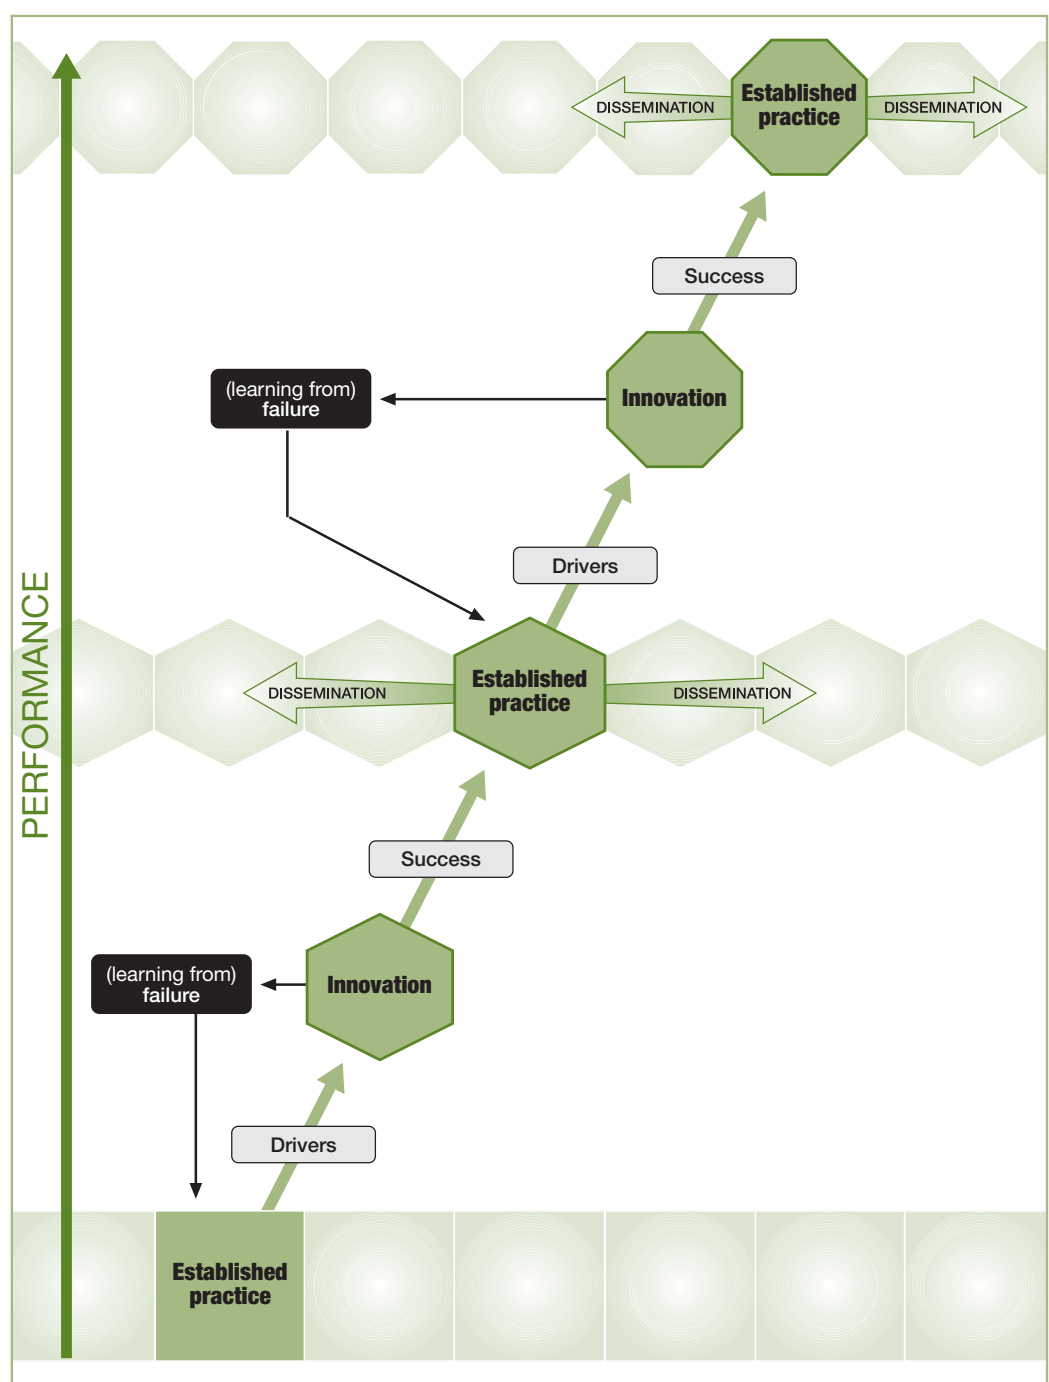 DISSEMINATION
Established
practice
DISSEMINATION
Success
(learning from)
failure
Innovation
Drivers
PERFORMANCE
DISSEMINATION
Established
practice
DISSEMINATION
Success
(learning from)
failure
Innovation
Drivers
Established
practice